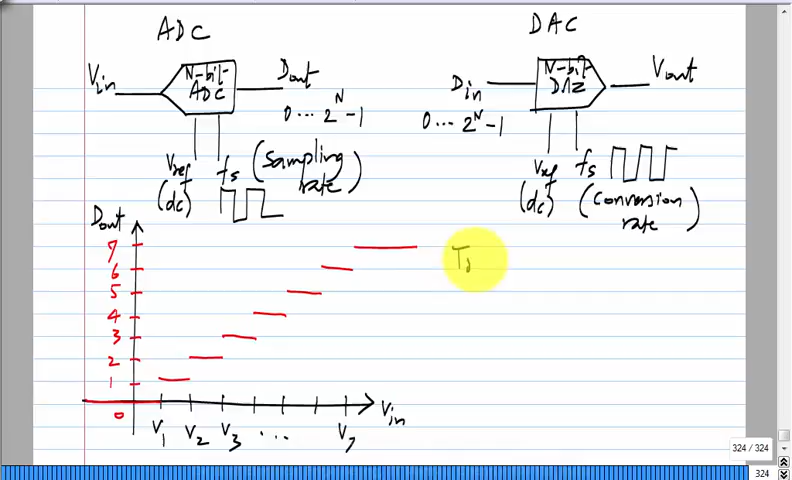 ADC
DAC
Vin
N-bit
ADC
Dout
0 ... 2^N -1
Vref
(dc)
fs
(Sampling
rate)
Din
0 ... 2^N -1
N-bit
DAC
Vout
Vref
(dc)
fs
(Conversion
rate)
Dout
7
6
5
4
3
2
1
0
V1 V2 V3 ... V7
Vin
324 / 324
324